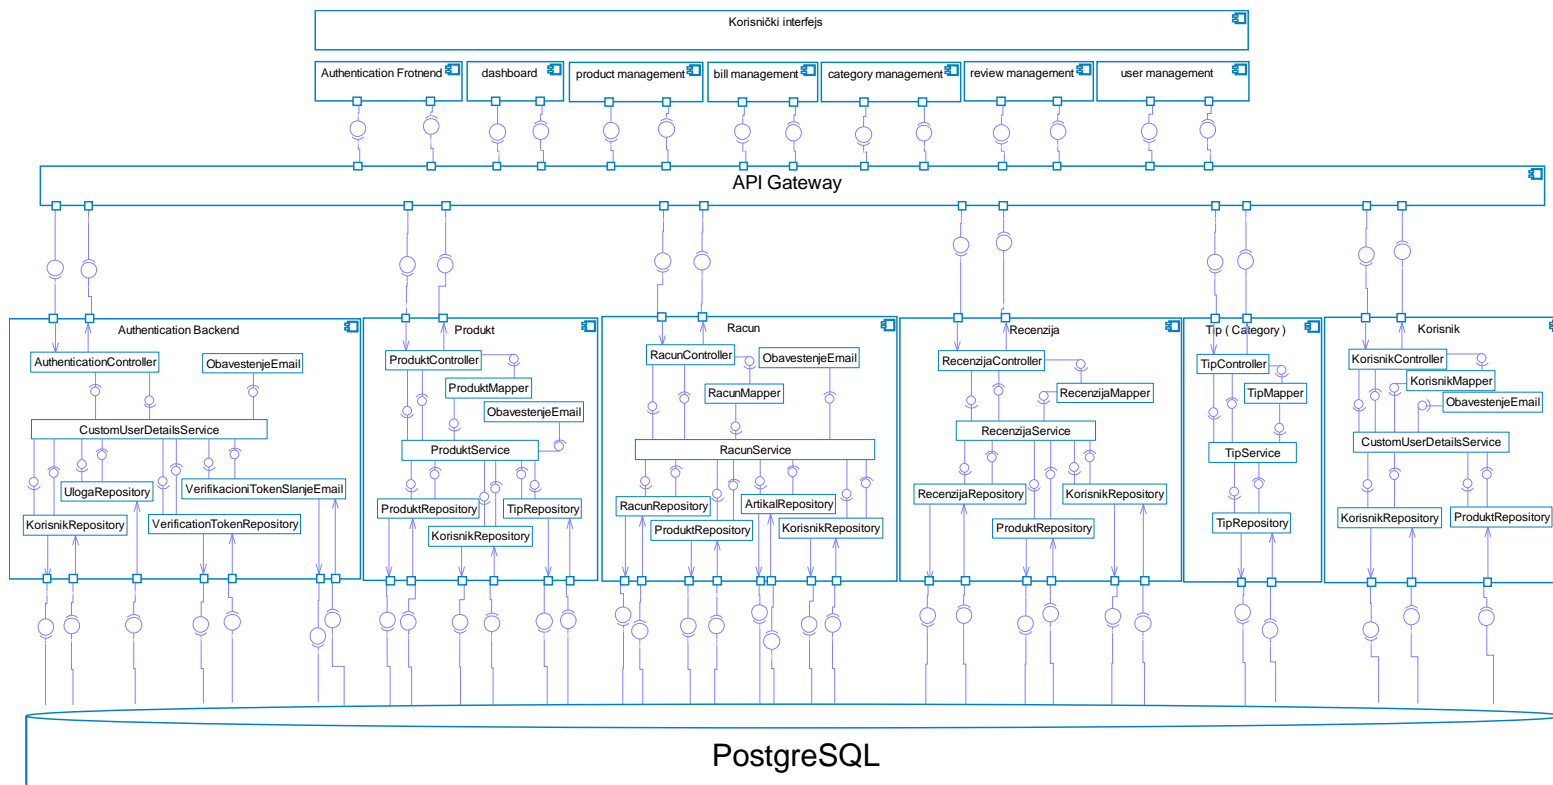 Korisnički interfejs
Authentication Frotnend
dashboard
product management
bill management
category management
review management
user management
API Gateway
Authentication Backend
AuthenticationController
ObavestenjeEmail
CustomUserDetailsService
UlogaRepository
VerifikacioniTokenSlanjeEmail
KorisnikRepository
VerificationTokenRepository
Produkt
ProduktController
ProduktMapper
ObavestenjeEmail
ProduktService
ProduktRepository
TipRepository
KorisnikRepository
Racun
RacunController
ObavestenjeEmail
RacunMapper
RacunService
RacunRepository
ArtikalRepository
ProduktRepository
KorisnikRepository
Recenzija
RecenzijaController
RecenzijaMapper
RecenzijaService
RecenzijaRepository
KorisnikRepository
ProduktRepository
Tip ( Category )
TipController
TipMapper
TipService
TipRepository
Korisnik
KorisnikController
KorisnikMapper
ObavestenjeEmail
CustomUserDetailsService
KorisnikRepository
ProduktRepository
PostgreSQL